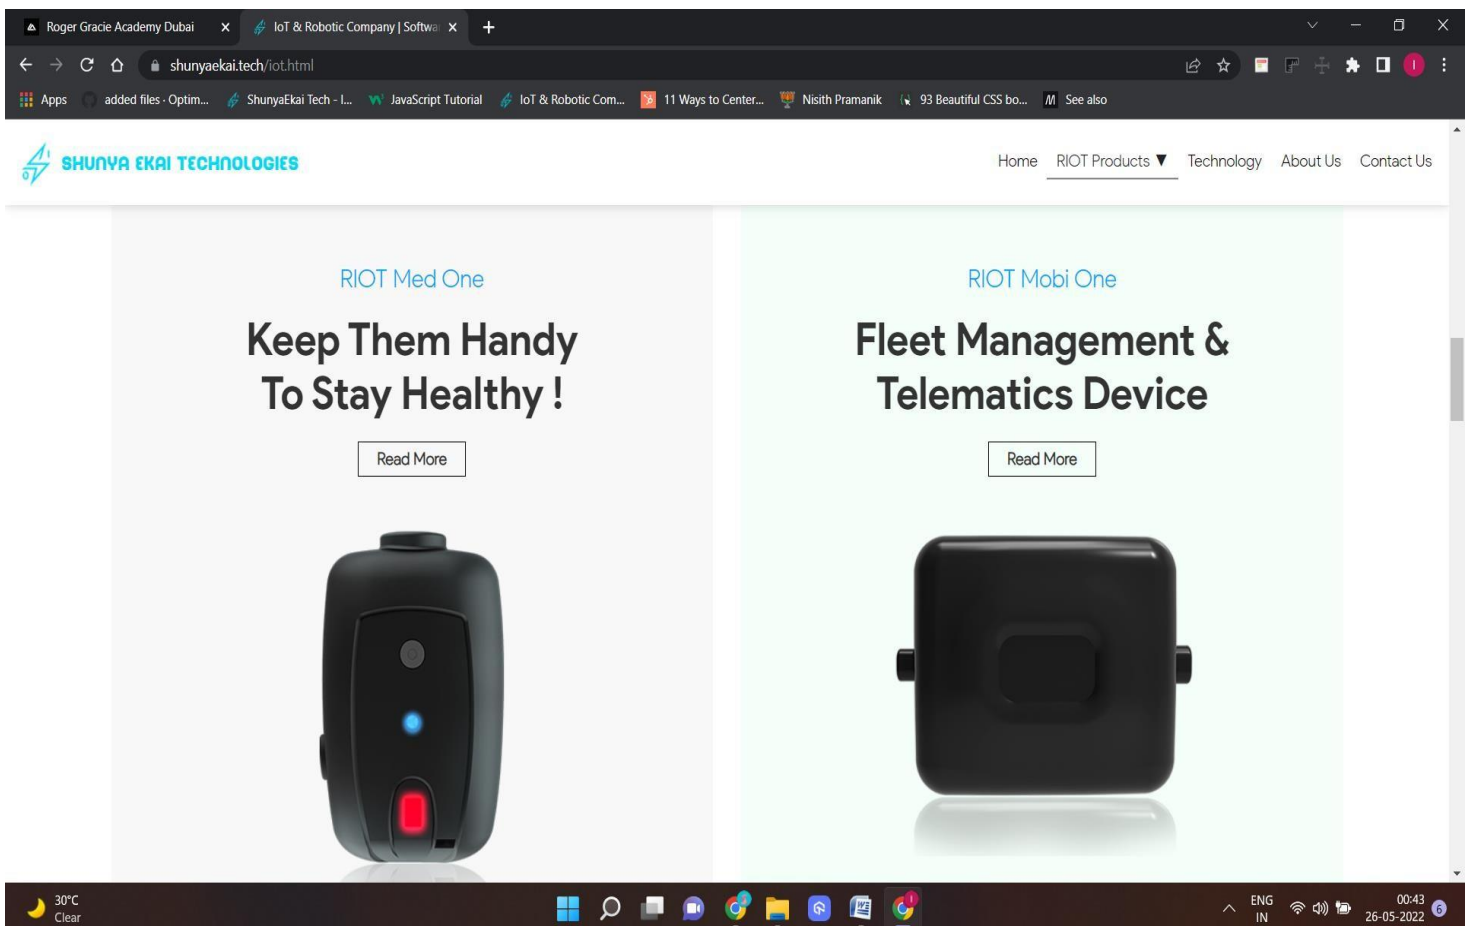 Roger Gracie Academy Dubai
IoT & Robotic Company | Softwa
shunyaekai.tech/iot.html
Apps
added files · Optim...
ShunyaEkai Tech - I...
JavaScript Tutorial
IoT & Robotic Com...
11 Ways to Center...
Nisith Pramanik
93 Beautiful CSS bo...
See also
SHUNYA EKAI TECHNOLOGIES
Home
RIOT Products ▼
Technology
About Us
Contact Us
RIOT Med One
Keep Them Handy
To Stay Healthy !
Read More
RIOT Mobi One
Fleet Management &
Telematics Device
Read More
30°C
Clear
ENG
IN
00:43
26-05-2022
6